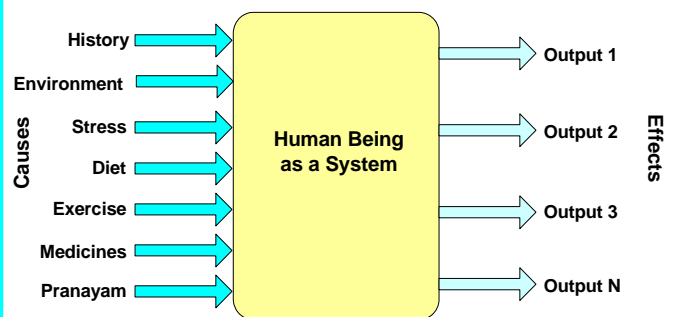 History
Environment
Stress
Diet
Exercise
Medicines
Pranayam
Causes
Human Being
as a System
Output 1
Output 2
Output 3
Output N
Effects